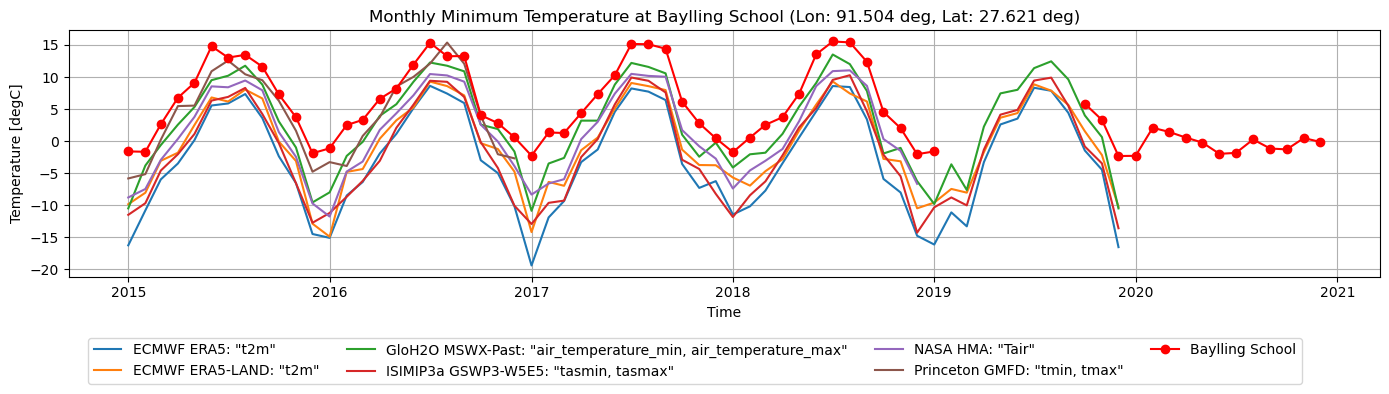 Monthly Minimum Temperature at Baylling School (Lon: 91.504 deg, Lat: 27.621 deg)
Temperature [degC]
15
10
5
0
−5
−10
−15
−20
2015 2016 2017 2018 2019 2020 2021
Time
ECMWF ERA5: "t2m" GloH2O MSWX-Past: "air_temperature_min, air_temperature_max" NASA HMA: "Tair" Baylling School
ECMWF ERA5-LAND: "t2m" ISIMIP3a GSWP3-W5E5: "tasmin, tasmax" Princeton GMFD: "tmin, tmax"